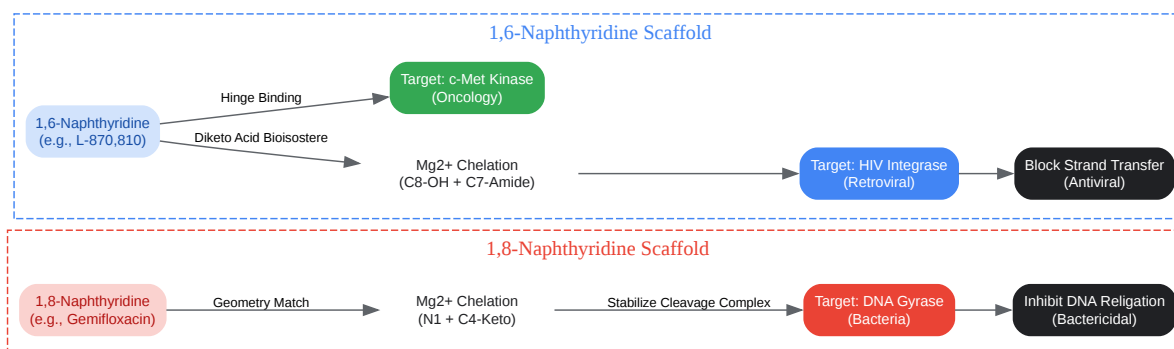 1,6-Naphthyridine Scaffold
Target: c-Met Kinase
(Oncology)
Hinge Binding
1,6-Naphthyridine
(e.g., L-870,810)
Diketo Acid Bioisostere
Mg2+ Chelation
(C8-OH + C7-Amide)
Target: HIV Integrase
(Retroviral)
Block Strand Transfer
(Antiviral)
1,8-Naphthyridine Scaffold
1,8-Naphthyridine
(e.g., Gemifloxacin)
Geometry Match
Mg2+ Chelation
(N1 + C4-Keto)
Stabilize Cleavage Complex
Target: DNA Gyrase
(Bacteria)
Inhibit DNA Religation
(Bactericidal)